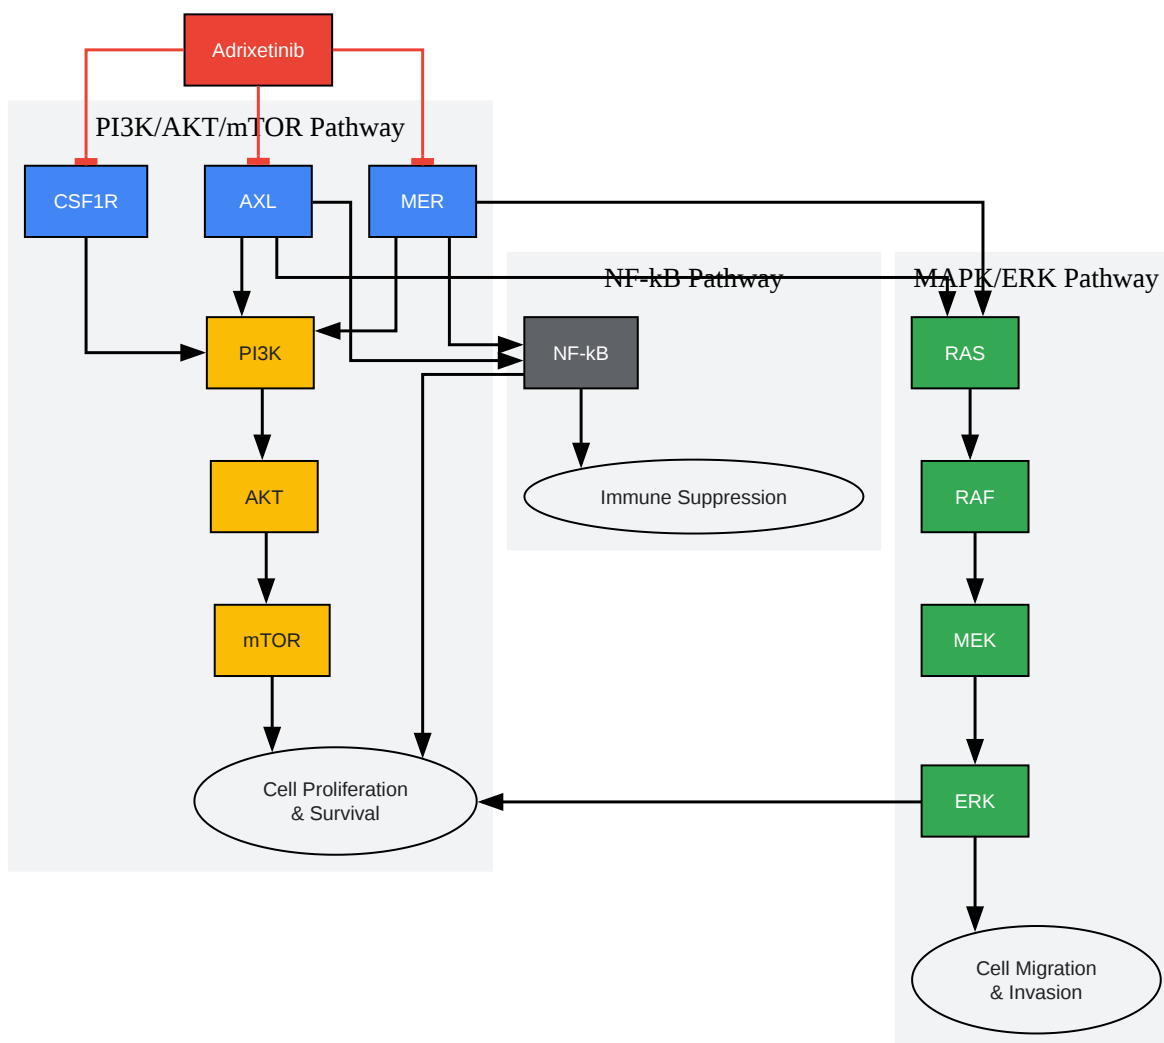 Adrixetinib
PI3K/AKT/mTOR Pathway
CSF1R
AXL
MER
NF-kB Pathway
MAPK/ERK Pathway
PI3K
NF-kB
RAS
AKT
Immune Suppression
RAF
mTOR
MEK
Cell Proliferation
& Survival
ERK
Cell Migration
& Invasion